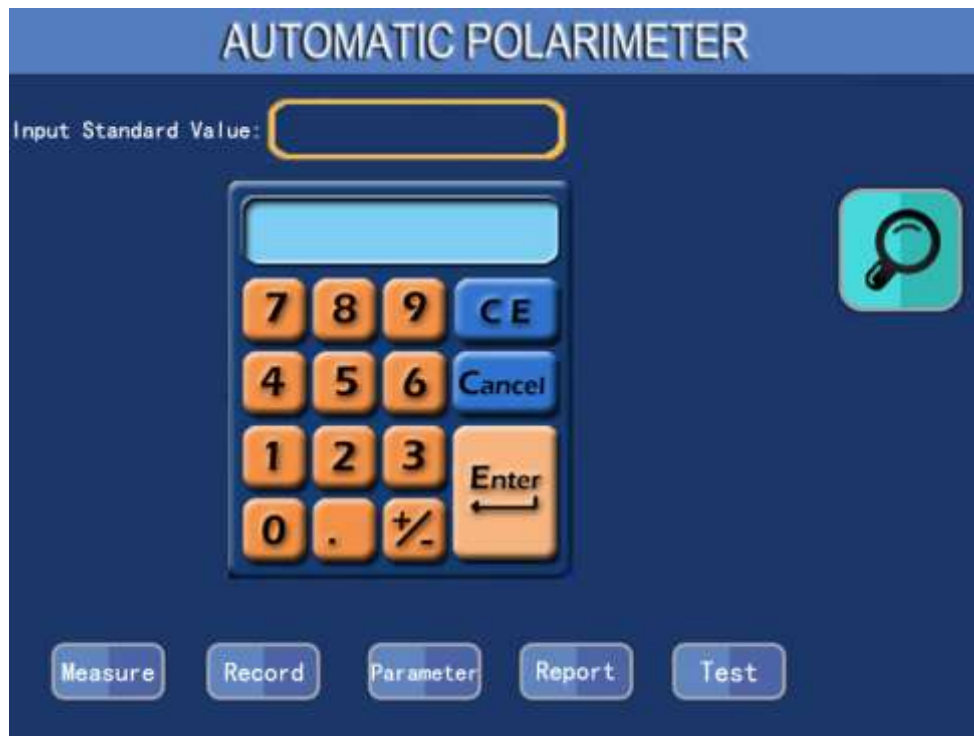 AUTOMATIC POLARIMETER
Input Standard Value:
7 8 9 CE
4 5 6 Cancel
1 2 3 Enter
0 . +/-
Measure Record Parameter Report Test